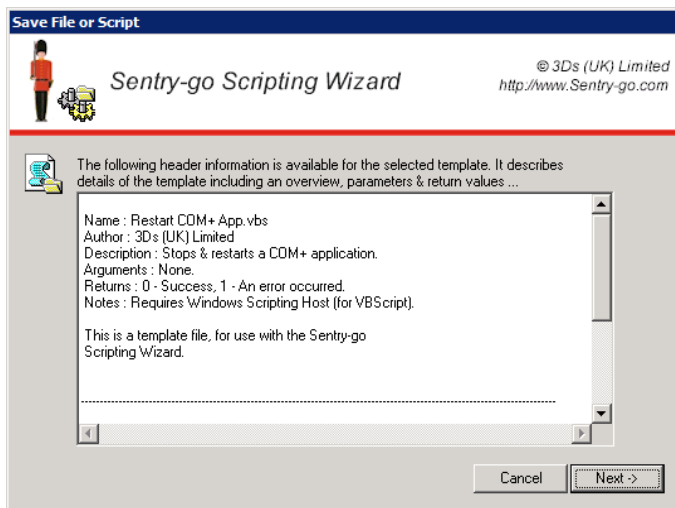 Save File or Script
Sentry-go Scripting Wizard
© 3Ds (UK) Limited
http://www.Sentry-go.com
The following header information is available for the selected template. It describes
details of the template including an overview, parameters & return values ...
Name : Restart COM+ App.vbs
Author : 3Ds (UK) Limited
Description : Stops & restarts a COM+ application.
Arguments : None.
Returns : 0 - Success, 1 - An error occurred.
Notes : Requires Windows Scripting Host (for VBScript).
This is a template file, for use with the Sentry-go
Scripting Wizard.
Cancel
Next ->